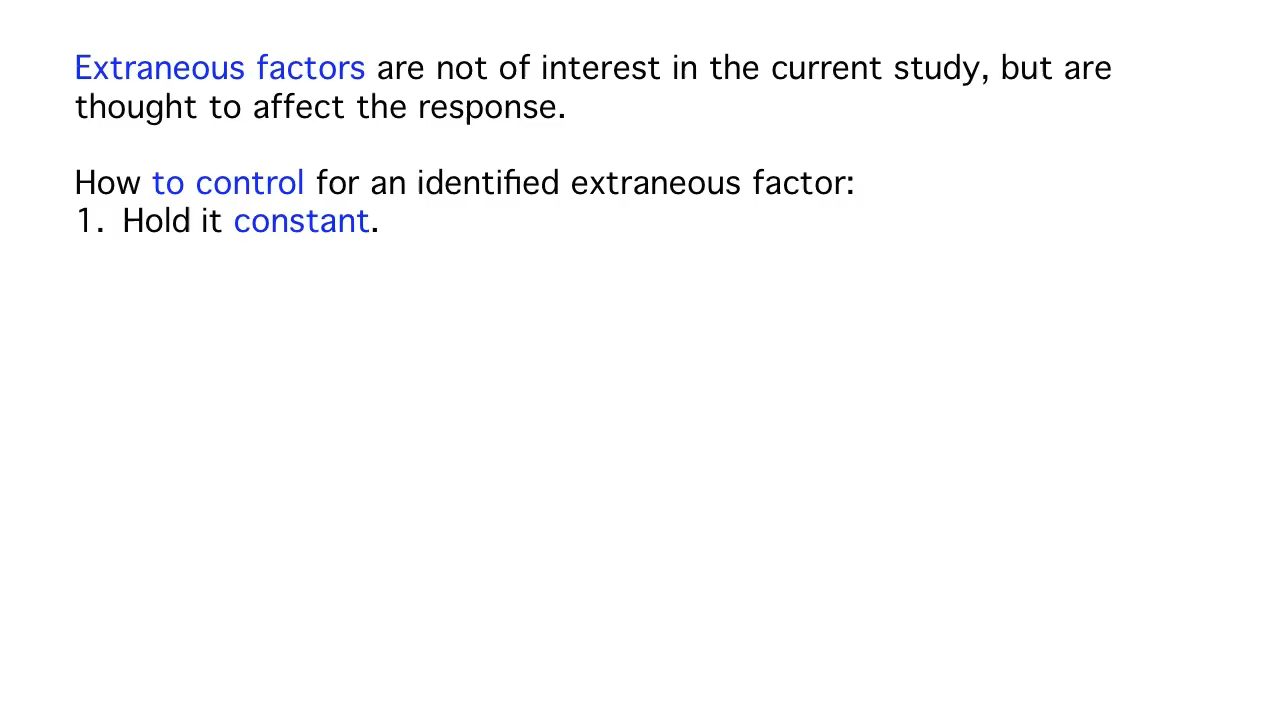 Extraneous factors are not of interest in the current study, but are
thought to affect the response.
How to control for an identified extraneous factor:
1. Hold it constant.